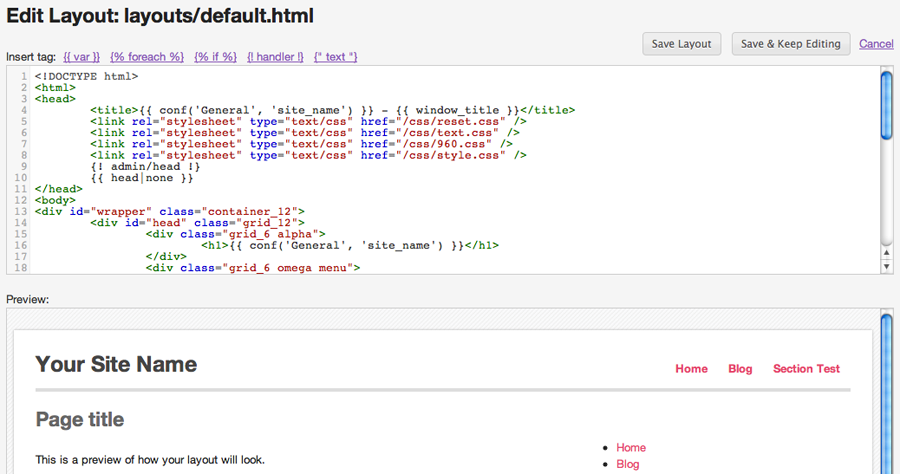 Edit Layout: layouts/default.html
Save Layout Save & Keep Editing Cancel
Insert tag: {{ var }} {% foreach %} {% if %} {! handler !} {" text "}
1 <!DOCTYPE html>
2 <html>
3 <head>
4 <title>{{ conf('General', 'site_name') }} - {{ window_title }}</title>
5 <link rel="stylesheet" type="text/css" href="/css/reset.css" />
6 <link rel="stylesheet" type="text/css" href="/css/text.css" />
7 <link rel="stylesheet" type="text/css" href="/css/960.css" />
8 <link rel="stylesheet" type="text/css" href="/css/style.css" />
9 {! admin/head !}
10 {{ head|none }}
11 </head>
12 <body>
13 <div id="wrapper" class="container_12">
14 <div id="head" class="grid_12">
15 <div class="grid_6 alpha">
16 <h1>{{ conf('General', 'site_name') }}</h1>
17 </div>
18 <div class="grid_6 omega menu">
Preview:
Your Site Name
Home Blog Section Test
Page title
This is a preview of how your layout will look.
• Home
• Blog